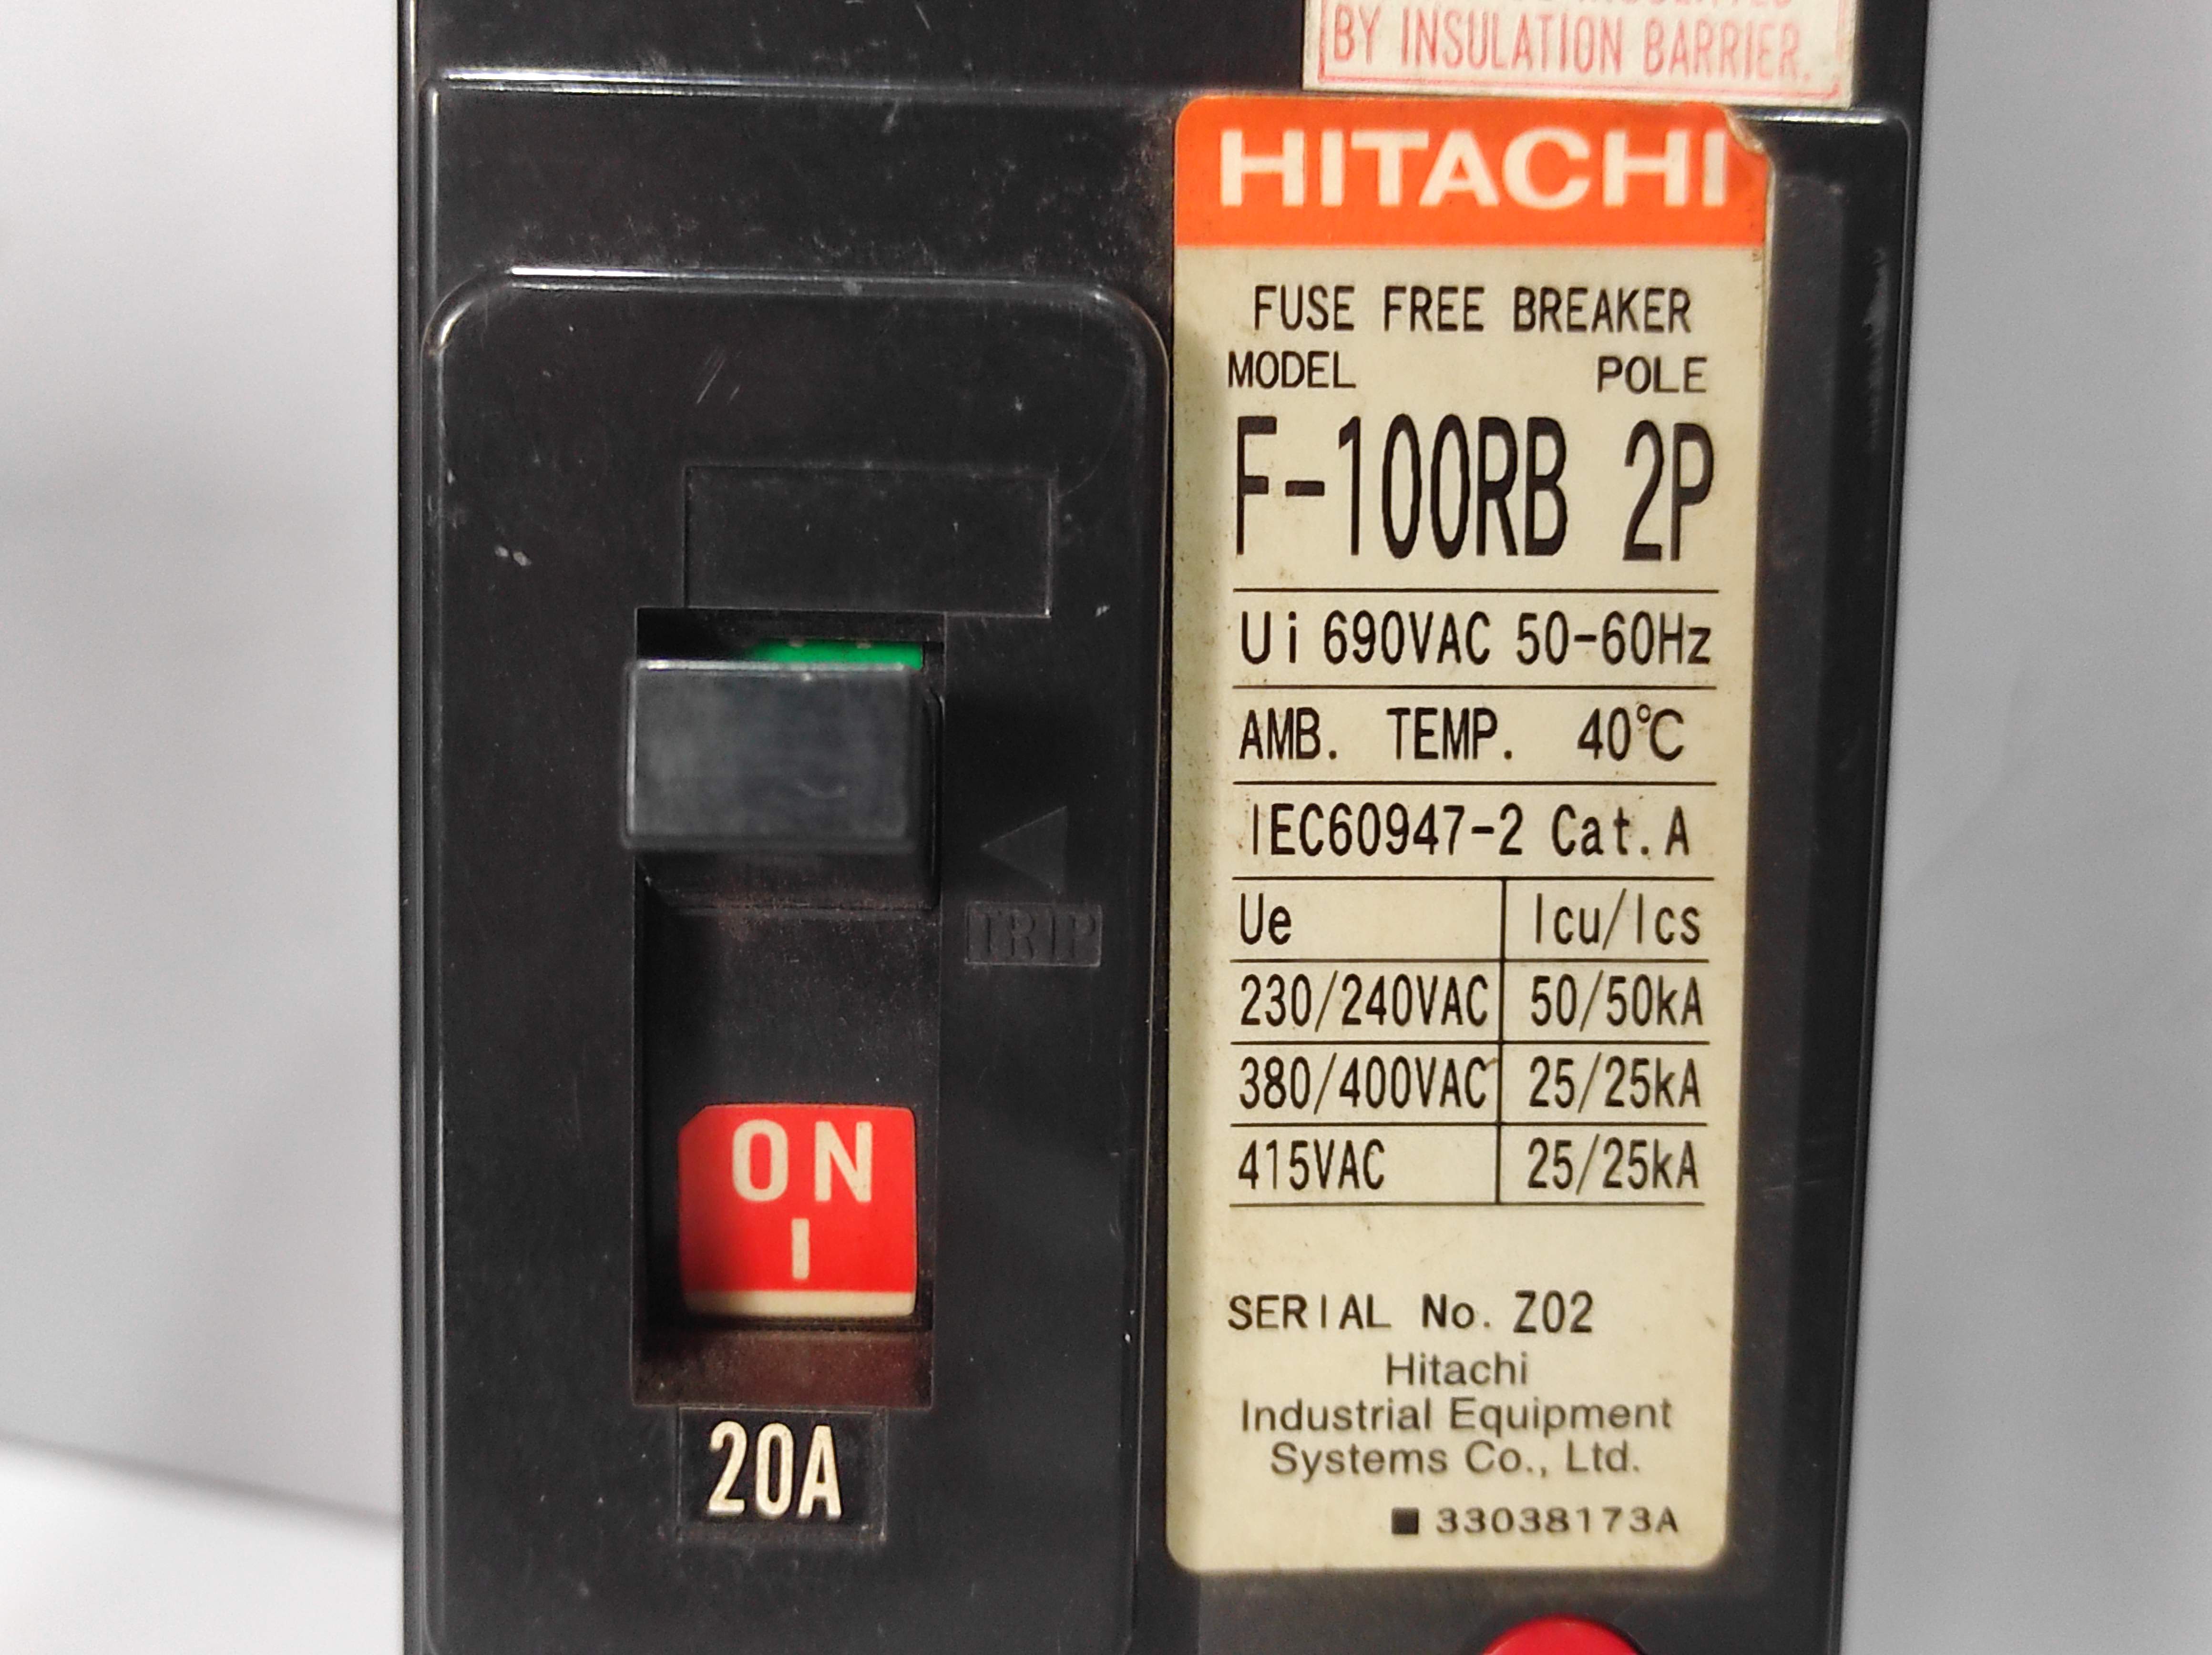 BY INSULATION BARRIER.
HITACHI
FUSE FREE BREAKER
MODEL POLE
F-100RB 2P
Ui 690VAC 50-60Hz
AMB. TEMP. 40℃
IEC60947-2 Cat.A
Ue Icu/Ics
230/240VAC 50/50kA
380/400VAC 25/25kA
415VAC 25/25kA
SERIAL No. Z02
Hitachi
Industrial Equipment
Systems Co., Ltd.
■ 33038173A
TRIP
ON
I
20A